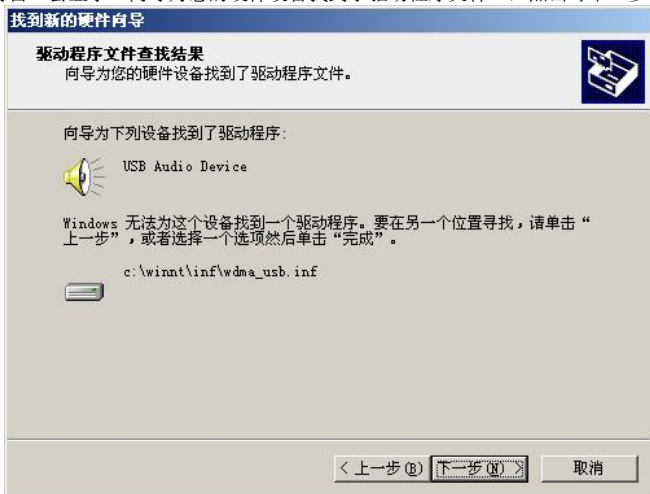 找到新的硬件向导
驱动程序文件查找结果
向导为您的硬件设备找到了驱动程序文件。
向导为下列设备找到了驱动程序:
USB Audio Device
Windows 无法为这个设备找到一个驱动程序。要在另一个位置寻找，请单击“
上一步”，或者选择一个选项然后单击“完成”。
c:\winnt\inf\wdma_usb.inf
< 上一步(B) 下一步(N) > 取消